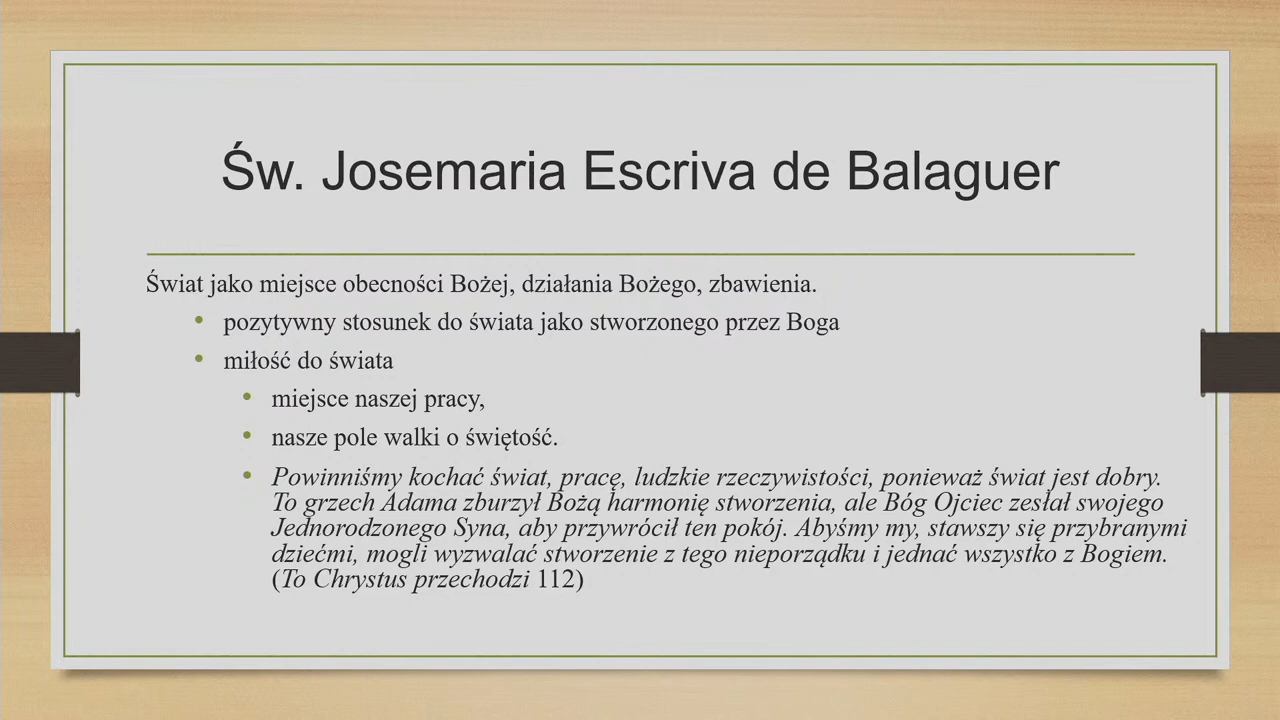 Św. Josemaria Escriva de Balaguer
Świat jako miejsce obecności Bożej, działania Bożego, zbawienia.
• pozytywny stosunek do świata jako stworzonego przez Boga
• miłość do świata
• miejsce naszej pracy,
• nasze pole walki o świętość.
• Powinniśmy kochać świat, pracę, ludzkie rzeczywistości, ponieważ świat jest dobry.
To grzech Adama zburzył Bożą harmonię stworzenia, ale Bóg Ojciec zesłał swojego
Jednorodzonego Syna, aby przywrócił ten pokój. Abyśmy my, stawszy się przybranymi
dziećmi, mogli wyzwalać stworzenie z tego nieporządku i jednać wszystko z Bogiem.
(To Chrystus przechodzi 112)